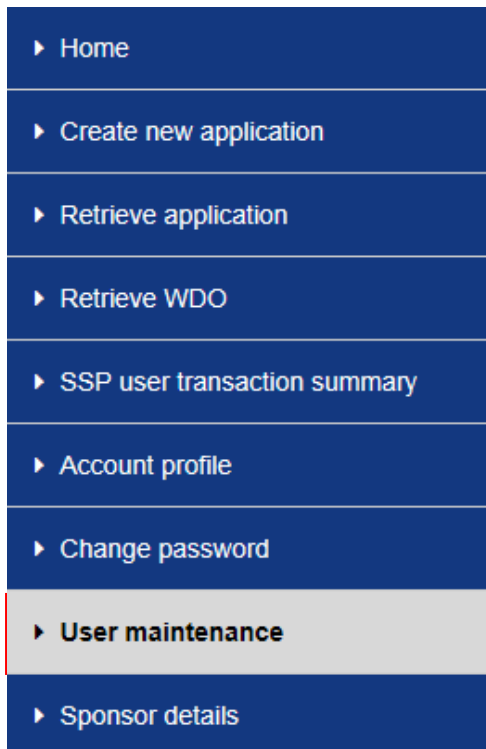 Home
Create new application
Retrieve application
Retrieve WDO
SSP user transaction summary
Account profile
Change password
User maintenance
Sponsor details